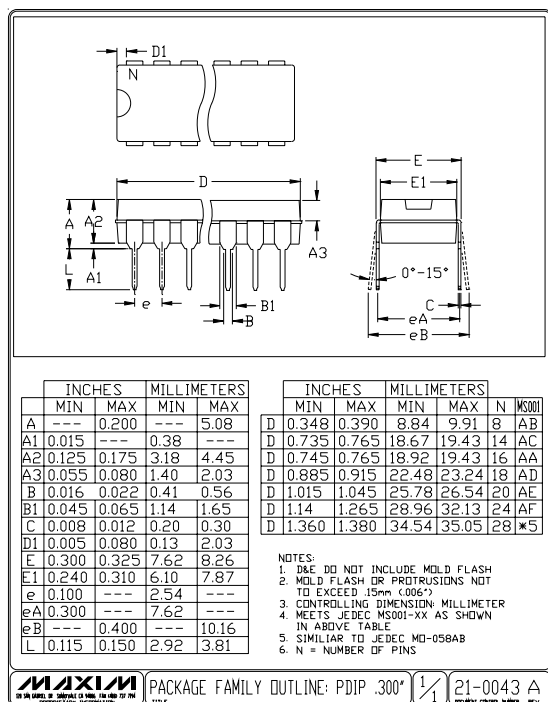 D1
N
D
E
E1
A
A2
A3
L
A1
0°-15°
e
B1
B
C
eA
eB
INCHES MILLIMETERS
MIN MAX MIN MAX
A --- 0.200 --- 5.08
A1 0.015 --- 0.38 ---
A2 0.125 0.175 3.18 4.45
A3 0.055 0.080 1.40 2.03
B 0.016 0.022 0.41 0.56
B1 0.045 0.065 1.14 1.65
C 0.008 0.012 0.20 0.30
D1 0.005 0.080 0.13 2.03
E 0.300 0.325 7.62 8.26
E1 0.240 0.310 6.10 7.87
e 0.100 --- 2.54 ---
eA 0.300 --- 7.62 ---
eB --- 0.400 --- 10.16
L 0.115 0.150 2.92 3.81
INCHES MILLIMETERS
MIN MAX MIN MAX N MS001
D 0.348 0.390 8.84 9.91 8 AB
D 0.735 0.765 18.67 19.43 14 AC
D 0.745 0.765 18.92 19.43 16 AA
D 0.885 0.915 22.48 23.24 18 AD
D 1.015 1.045 25.78 26.54 20 AE
D 1.14 1.265 28.96 32.13 24 AF
D 1.360 1.380 34.54 35.05 28 *5
NOTES:
1. D&E DO NOT INCLUDE MOLD FLASH
2. MOLD FLASH OR PROTRUSIONS NOT
TO EXCEED .15mm (.006")
3. CONTROLLING DIMENSION: MILLIMETER
4. MEETS JEDEC MS001-XX AS SHOWN
IN ABOVE TABLE
5. SIMILIAR TO JEDEC MO-058AB
6. N = NUMBER OF PINS
MAXIM
PACKAGE FAMILY OUTLINE: PDIP .300"
TITLE
1/1
21-0043 A
DOCUMENT CONTROL NUMBER REV